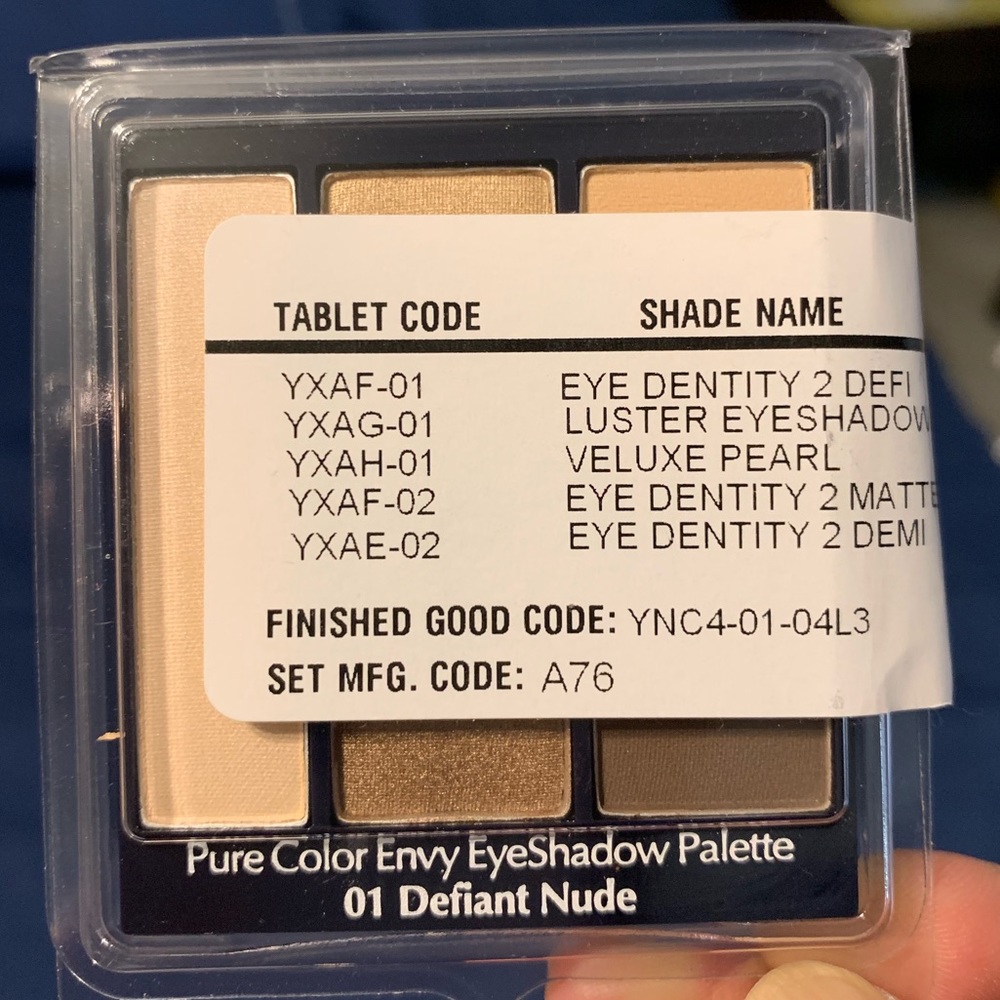 TABLET CODE SHADE NAME
YXAF-01 EYE DENTITY 2 DEFI
YXAG-01 LUSTER EYESHADOW
YXAH-01 VELUXE PEARL
YXAF-02 EYE DENTITY 2 MATTE
YXAE-02 EYE DENTITY 2 DEMI
FINISHED GOOD CODE: YNC4-01-04L3
SET MFG. CODE: A76
Pure Color Envy EyeShadow Palette
01 Defiant Nude